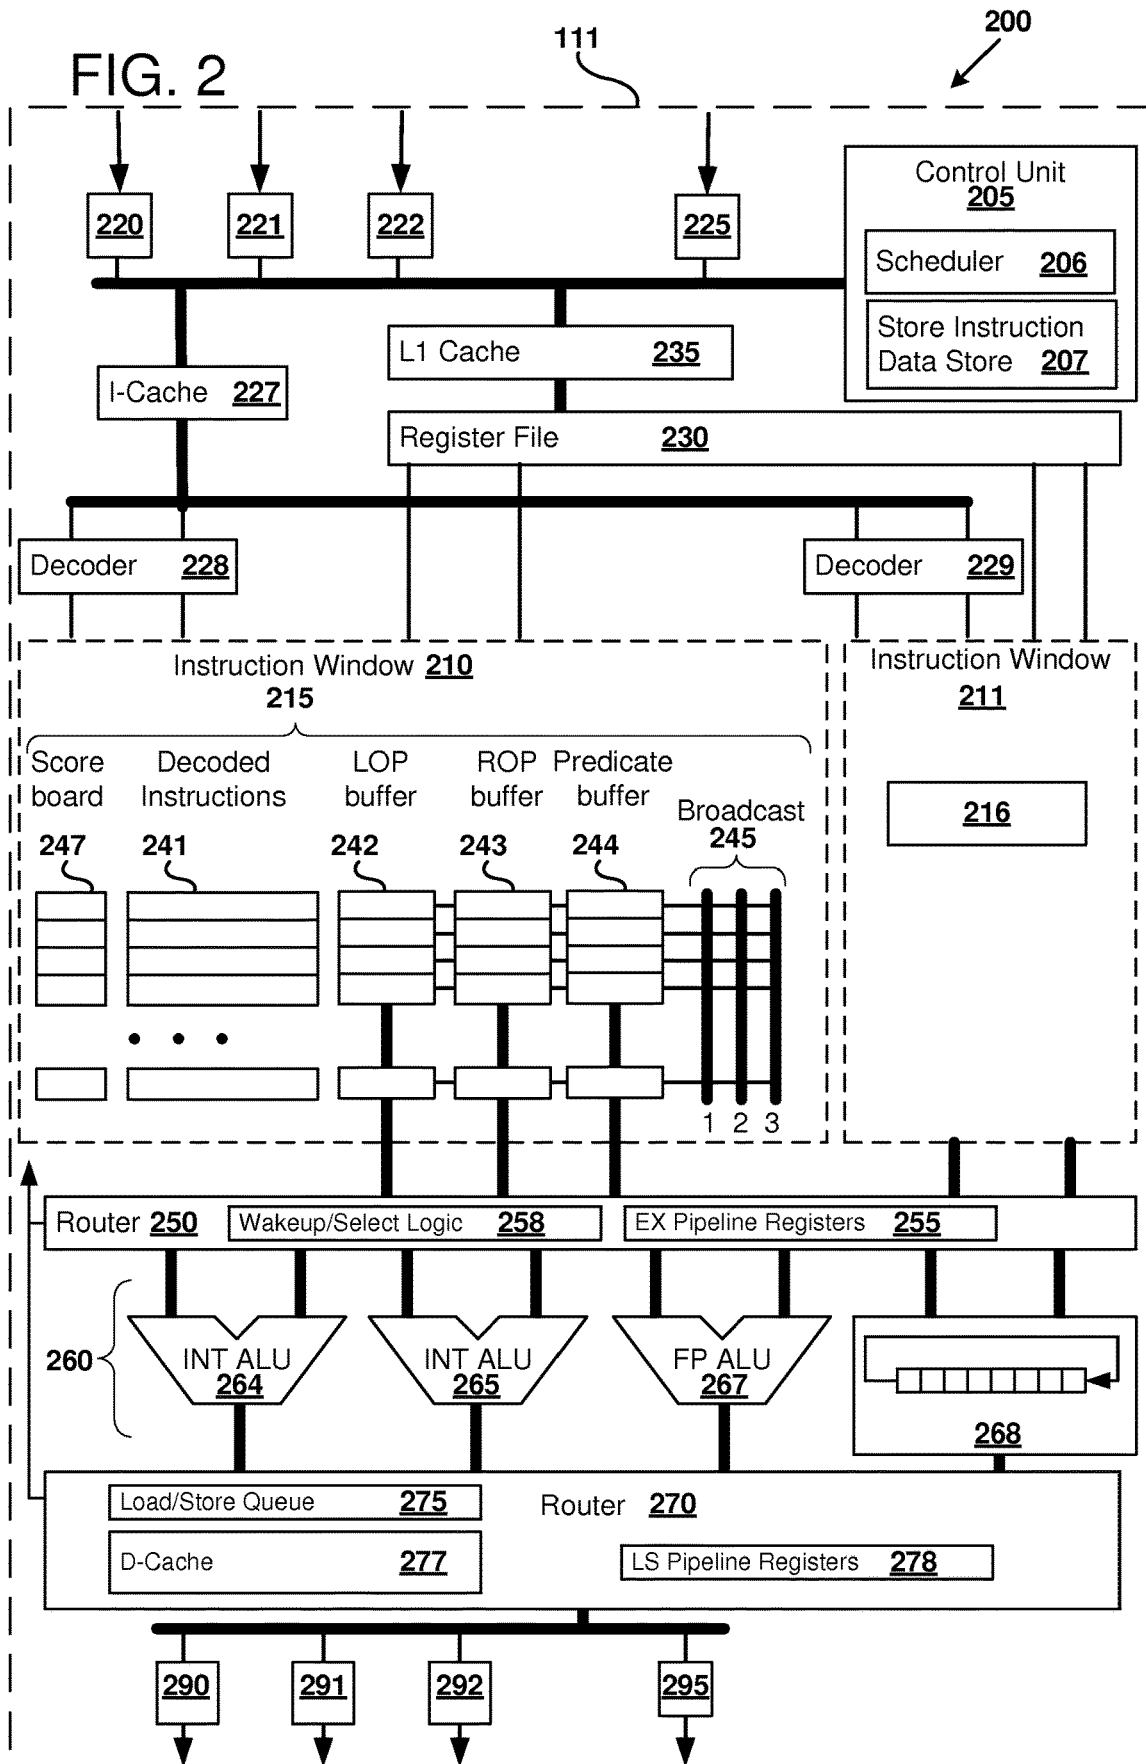 FIG. 2
111
200
220
221
222
225
Control Unit
205
Scheduler 206
Store Instruction
Data Store 207
L1 Cache 235
I-Cache 227
Register File 230
Decoder 228
Decoder 229
Instruction Window 210
215
Instruction Window
211
Score
board
Decoded
Instructions
LOP
buffer
ROP
buffer
Predicate
buffer
Broadcast
245
247
241
242
243
244
216
1 2 3
Router 250
Wakeup/Select Logic 258
EX Pipeline Registers 255
260
INT ALU
264
INT ALU
265
FP ALU
267
268
Load/Store Queue 275
Router 270
D-Cache 277
LS Pipeline Registers 278
290
291
292
295